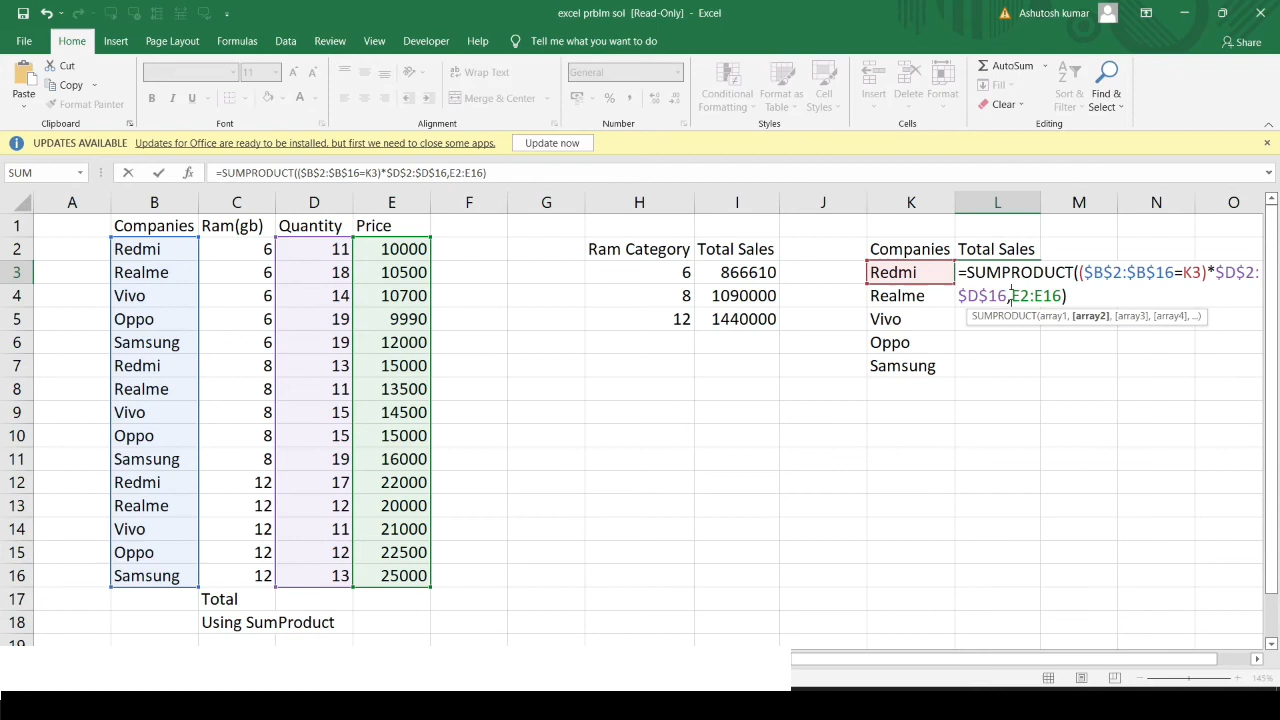 excel prblm sol [Read-Only] - Excel
Ashutosh kumar
File Home Insert Page Layout Formulas Data Review View Developer Help Tell me what you want to do Share
Paste Cut Copy Format Painter
11 A A Wrap Text General Conditional Formatting Format as Table Cell Styles Insert Delete Format AutoSum Fill Clear Sort & Filter Find & Select
B I U A Merge & Center % ,
Clipboard Font Alignment Number Styles Cells Editing
UPDATES AVAILABLE Updates for Office are ready to be installed, but first we need to close some apps. Update now
SUM fx =SUMPRODUCT(($B$2:$B$16=K3)*$D$2:$D$16,E2:E16)
A B C D E F G H I J K L M N O
1 Companies Ram(gb) Quantity Price
2 Redmi 6 11 10000 Ram Category Total Sales Companies Total Sales
3 Realme 6 18 10500 6 866610 Redmi =SUMPRODUCT(($B$2:$B$16=K3)*$D$2:
4 Vivo 6 14 10700 8 1090000 Realme $D$16,E2:E16)
5 Oppo 6 19 9990 12 1440000 Vivo SUMPRODUCT(array1, [array2], [array3], [array4], ...)
6 Samsung 6 19 12000 Oppo
7 Redmi 8 13 15000 Samsung
8 Realme 8 11 13500
9 Vivo 8 15 14500
10 Oppo 8 15 15000
11 Samsung 8 19 16000
12 Redmi 12 17 22000
13 Realme 12 12 20000
14 Vivo 12 11 21000
15 Oppo 12 12 22500
16 Samsung 12 13 25000
17 Total
18 Using SumProduct
19
145%